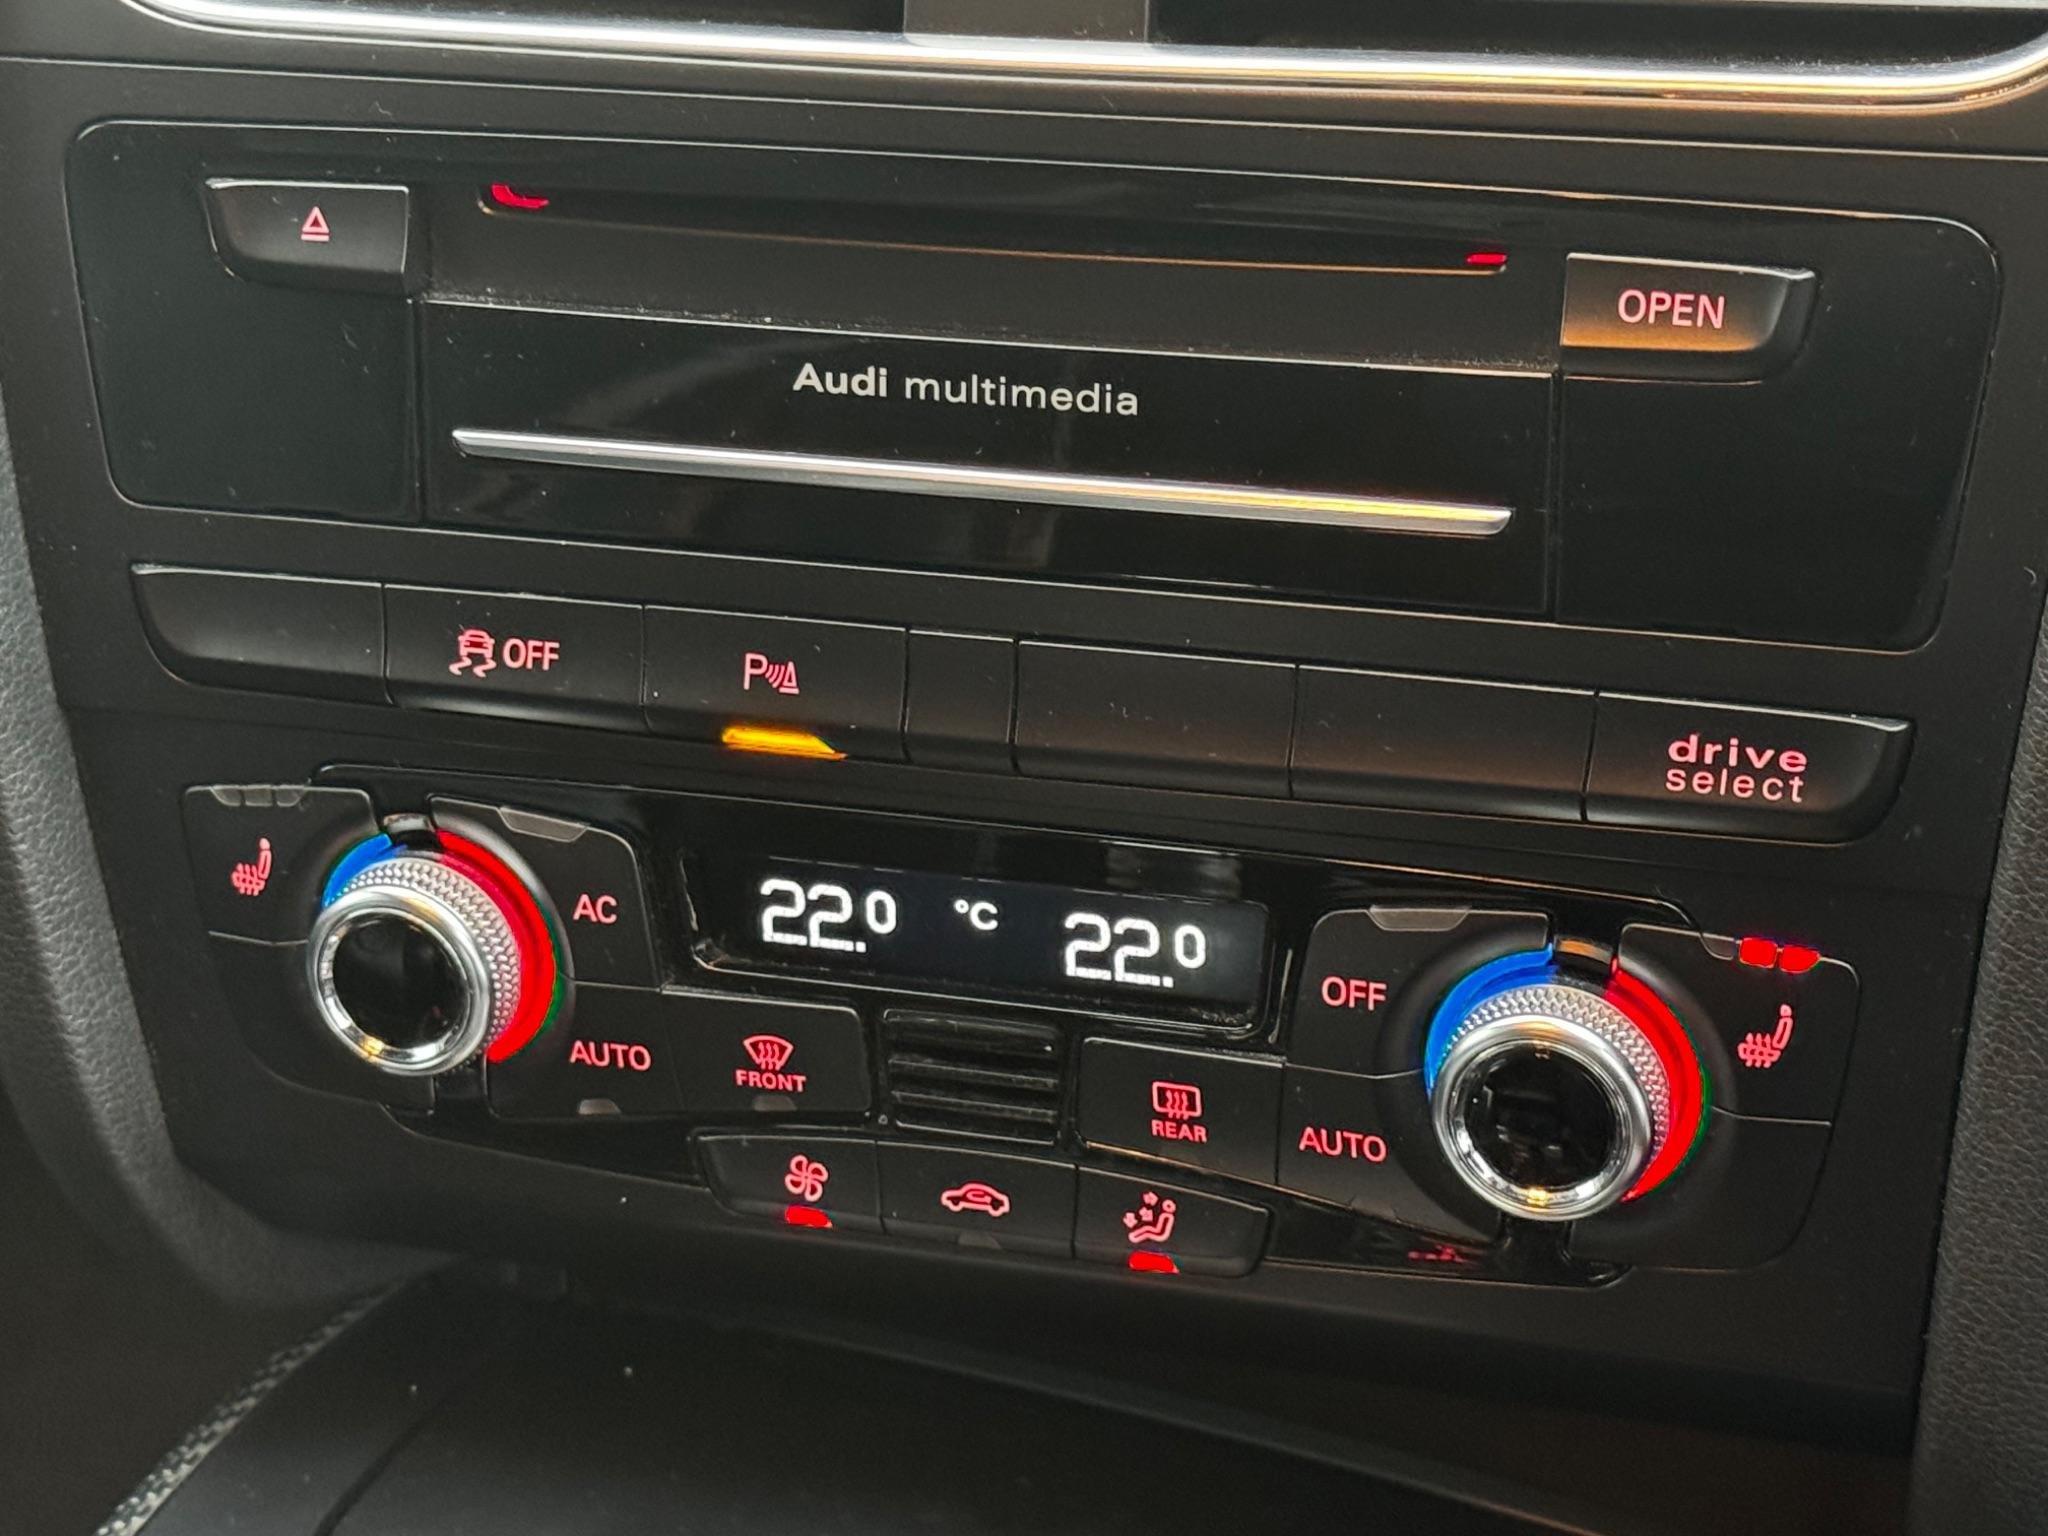 OPEN
Audi multimedia
OFF
P
drive
select
AC
22.0 °C 22.0
OFF
AUTO
FRONT
REAR
AUTO